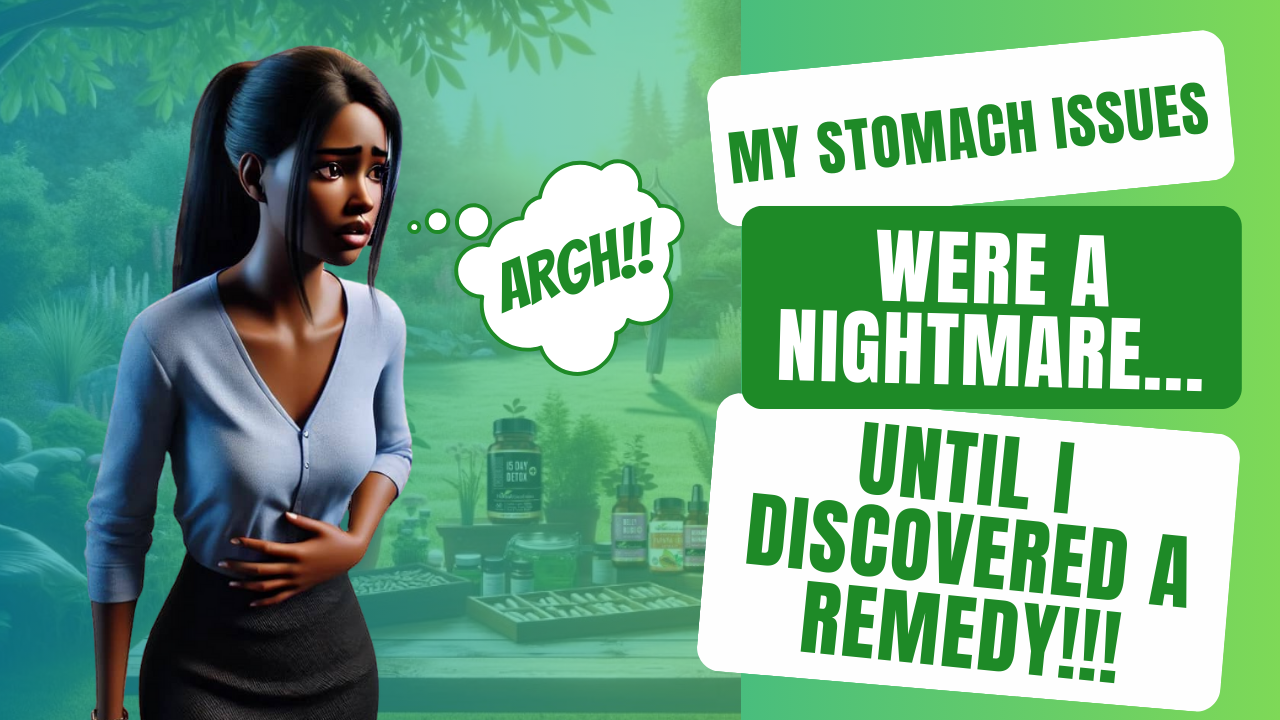 MY STOMACH ISSUES
ARGH!!
WERE A
NIGHTMARE...
UNTIL I
DISCOVERED A
REMEDY!!!
15 DAY
DETOX